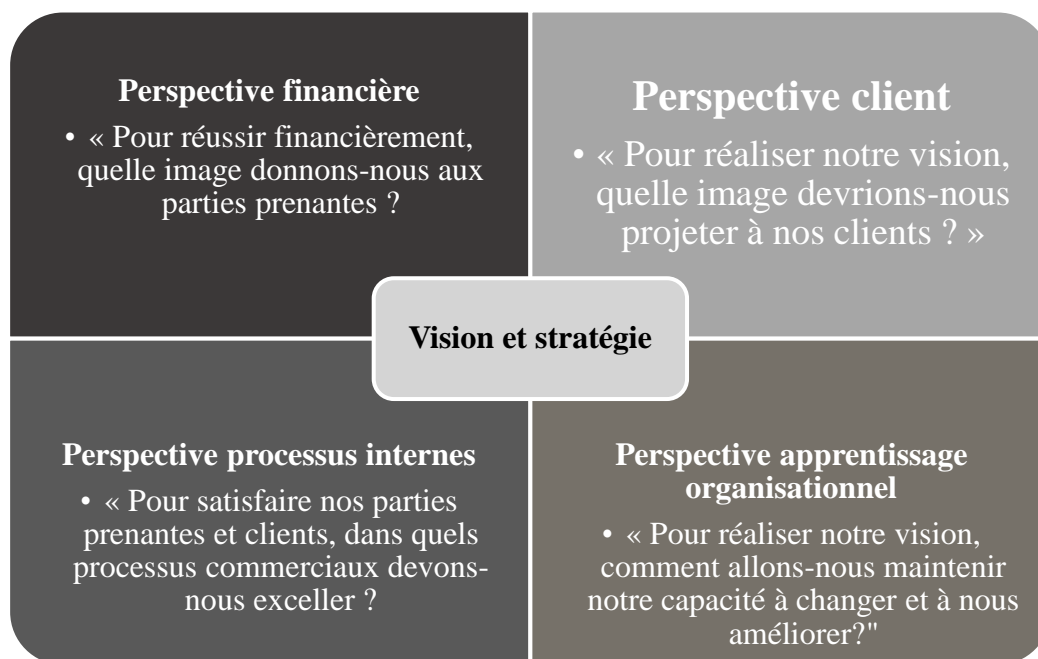 Perspective financière
• « Pour réussir financièrement,
quelle image donnons-nous aux
parties prenantes ?
Perspective client
• « Pour réaliser notre vision,
quelle image devrions-nous
projeter à nos clients ? »
Vision et stratégie
Perspective processus internes
• « Pour satisfaire nos parties
prenantes et clients, dans quels
processus commerciaux devons-
nous exceller ?
Perspective apprentissage
organisationnel
• « Pour réaliser notre vision,
comment allons-nous maintenir
notre capacité à changer et à nous
améliorer?"